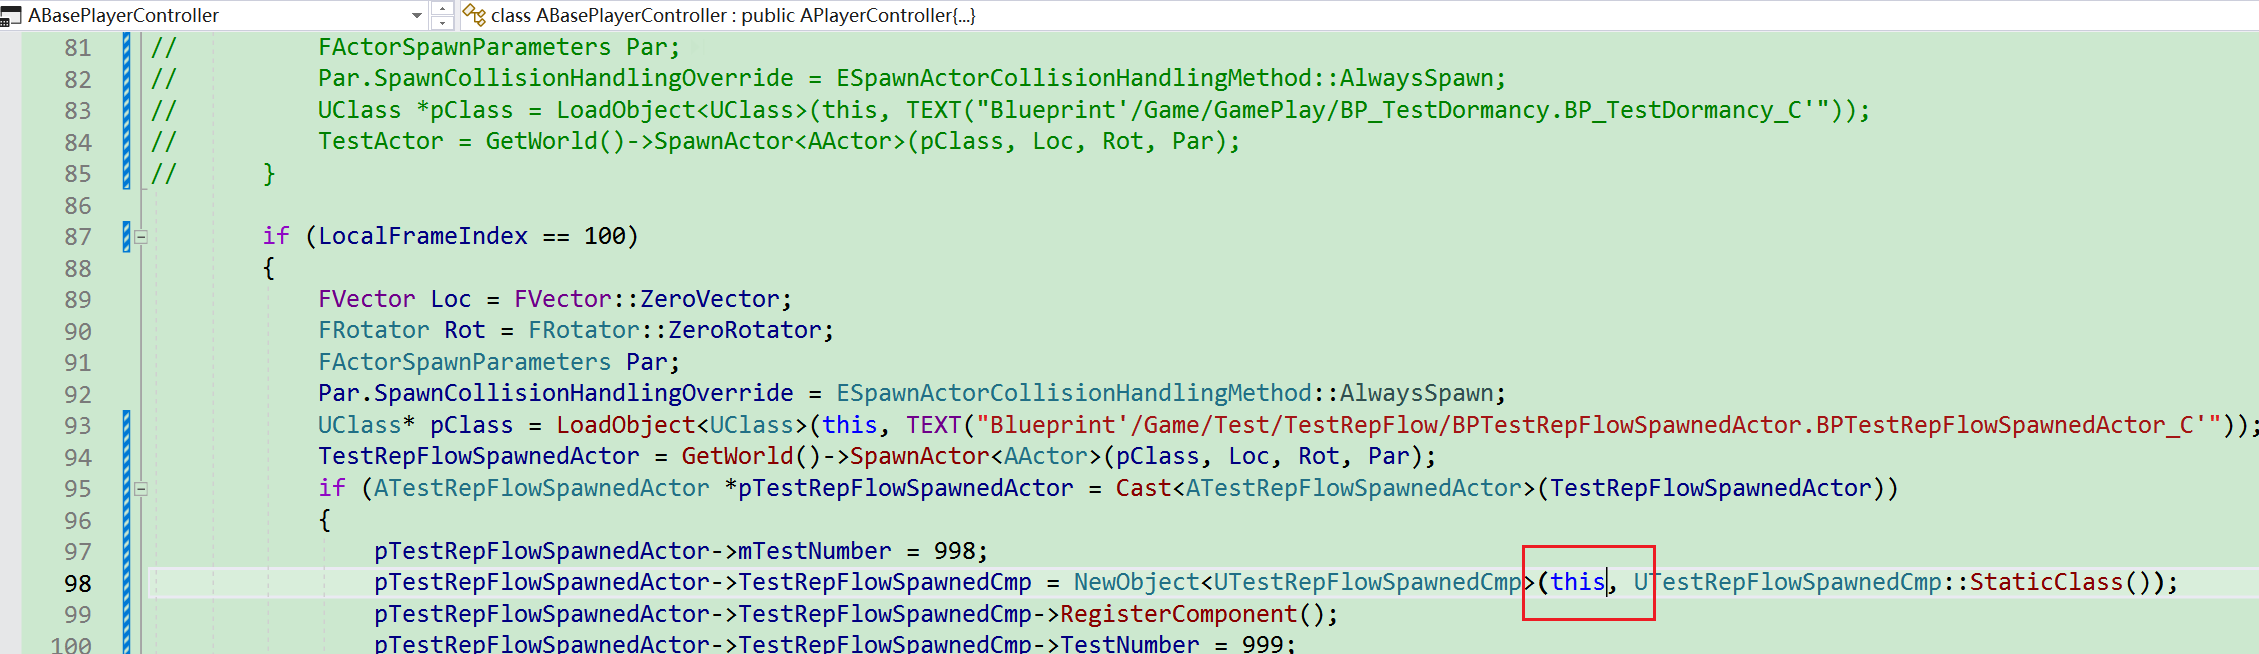 ABasePlayerController class ABasePlayerController : public APlayerController{...}
81 // FActorSpawnParameters Par;
82 // Par.SpawnCollisionHandlingOverride = ESpawnActorCollisionHandlingMethod::AlwaysSpawn;
83 // UClass *pClass = LoadObject<UClass>(this, TEXT("Blueprint'/Game/GamePlay/BP_TestDormancy.BP_TestDormancy_C'"));
84 // TestActor = GetWorld()->SpawnActor<AActor>(pClass, Loc, Rot, Par);
85 // }
86
87 if (LocalFrameIndex == 100)
88 {
89 FVector Loc = FVector::ZeroVector;
90 FRotator Rot = FRotator::ZeroRotator;
91 FActorSpawnParameters Par;
92 Par.SpawnCollisionHandlingOverride = ESpawnActorCollisionHandlingMethod::AlwaysSpawn;
93 UClass* pClass = LoadObject<UClass>(this, TEXT("Blueprint'/Game/Test/TestRepFlow/BPTestRepFlowSpawnedActor.BPTestRepFlowSpawnedActor_C'"));
94 TestRepFlowSpawnedActor = GetWorld()->SpawnActor<AActor>(pClass, Loc, Rot, Par);
95 if (ATestRepFlowSpawnedActor *pTestRepFlowSpawnedActor = Cast<ATestRepFlowSpawnedActor>(TestRepFlowSpawnedActor))
96 {
97 pTestRepFlowSpawnedActor->mTestNumber = 998;
98 pTestRepFlowSpawnedActor->TestRepFlowSpawnedCmp = NewObject<UTestRepFlowSpawnedCmp>(this, UTestRepFlowSpawnedCmp::StaticClass());
99 pTestRepFlowSpawnedActor->TestRepFlowSpawnedCmp->RegisterComponent();
100 pTestRepFlowSpawnedActor->TestRepFlowSpawnedCmp->TestNumber = 999;